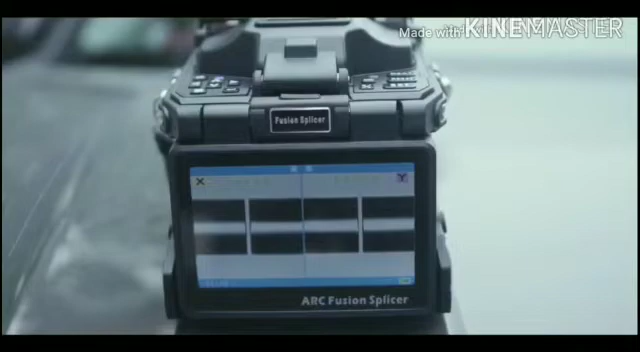 Made with KINEMASTER
Fusion Splicer
X
Y
ARC Fusion Splicer